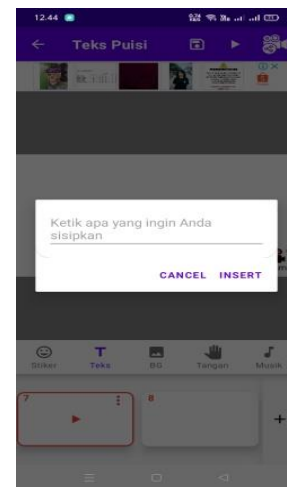 12.44
Teks Puisi
Ketik apa yang ingin Anda
sisipkan
CANCEL INSERT
Stiker Teks BG Tangan Musik
7 8